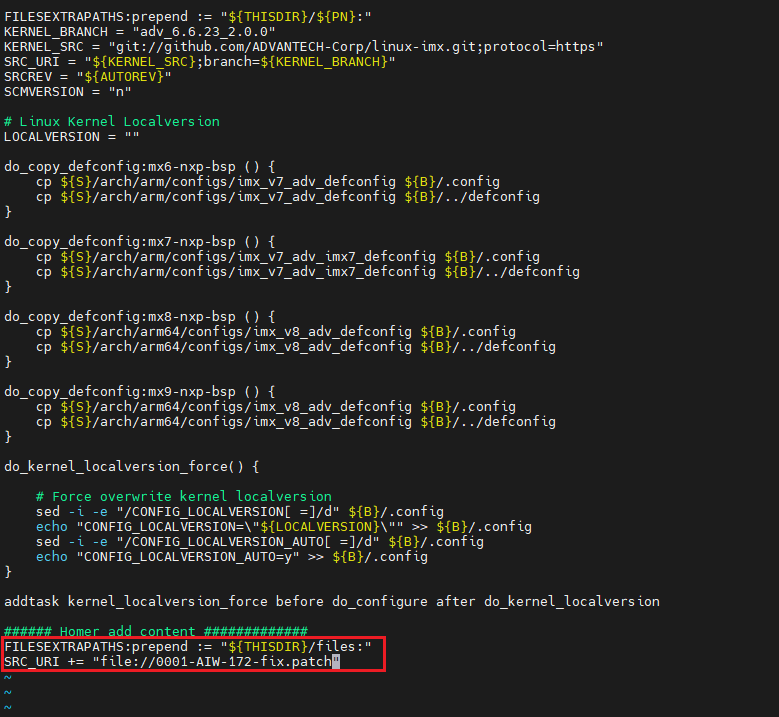 FILESEXTRAPATHS:prepend := "${THISDIR}/${PN}:"
KERNEL_BRANCH = "adv_6.6.23_2.0.0"
KERNEL_SRC = "git://github.com/ADVANTECH-Corp/linux-imx.git;protocol=https"
SRC_URI = "${KERNEL_SRC};branch=${KERNEL_BRANCH}"
SRCREV = "${AUTOREV}"
SCMVERSION = "n"

# Linux Kernel Localversion
LOCALVERSION = ""

do_copy_defconfig:mx6-nxp-bsp () {
    cp ${S}/arch/arm/configs/imx_v7_adv_defconfig ${B}/.config
    cp ${S}/arch/arm/configs/imx_v7_adv_defconfig ${B}/../defconfig
}

do_copy_defconfig:mx7-nxp-bsp () {
    cp ${S}/arch/arm/configs/imx_v7_adv_imx7_defconfig ${B}/.config
    cp ${S}/arch/arm/configs/imx_v7_adv_imx7_defconfig ${B}/../defconfig
}

do_copy_defconfig:mx8-nxp-bsp () {
    cp ${S}/arch/arm64/configs/imx_v8_adv_defconfig ${B}/.config
    cp ${S}/arch/arm64/configs/imx_v8_adv_defconfig ${B}/../defconfig
}

do_copy_defconfig:mx9-nxp-bsp () {
    cp ${S}/arch/arm64/configs/imx_v8_adv_defconfig ${B}/.config
    cp ${S}/arch/arm64/configs/imx_v8_adv_defconfig ${B}/../defconfig
}

do_kernel_localversion_force() {

    # Force overwrite kernel localversion
    sed -i -e "/CONFIG_LOCALVERSION[ =]/d" ${B}/.config
    echo "CONFIG_LOCALVERSION=\"${LOCALVERSION}\"" >> ${B}/.config
    sed -i -e "/CONFIG_LOCALVERSION_AUTO[ =]/d" ${B}/.config
    echo "CONFIG_LOCALVERSION_AUTO=y" >> ${B}/.config
}

addtask kernel_localversion_force before do_configure after do_kernel_localversion

###### Homer add content #############
FILESEXTRAPATHS:prepend := "${THISDIR}/files:"
SRC_URI += "file://0001-AIW-172-fix.patch"
~
~
~